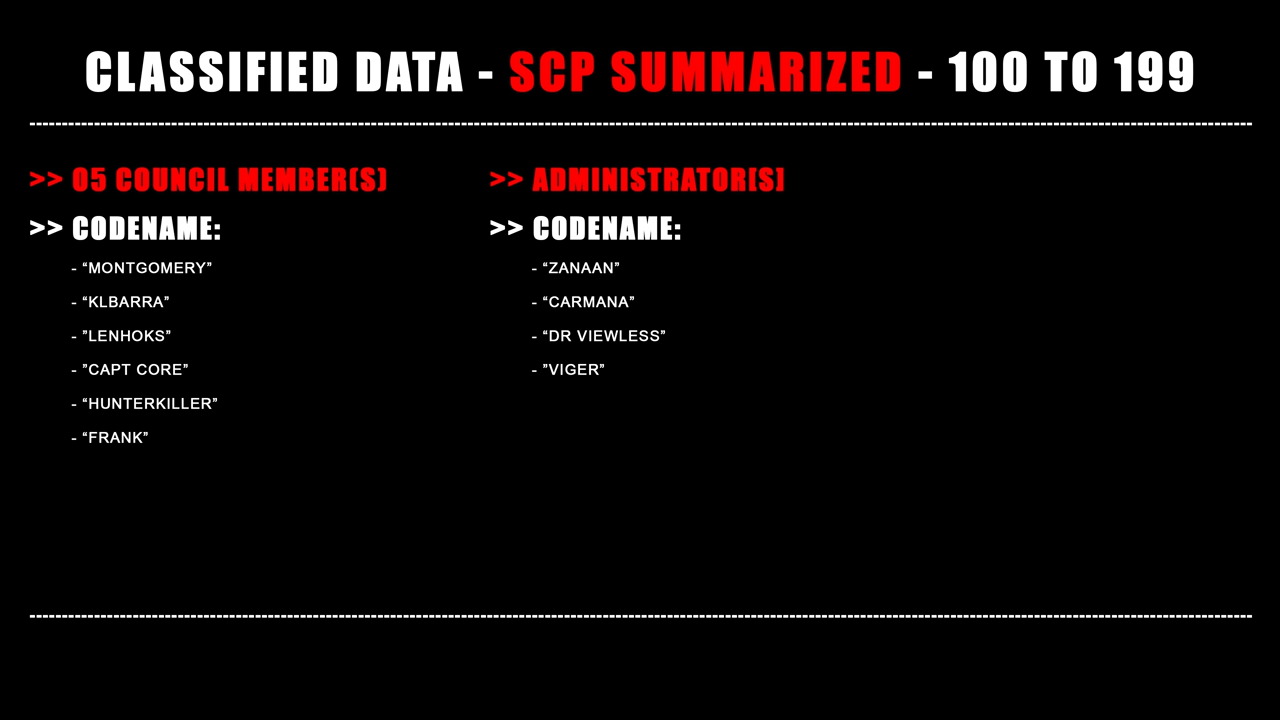 CLASSIFIED DATA - SCP SUMMARIZED - 100 TO 199
>> O5 COUNCIL MEMBER(S)
>> CODENAME:
- “MONTGOMERY”
- “KLBARRA”
- ”LENHOKS”
- ”CAPT CORE”
- “HUNTERKILLER”
- “FRANK”
>> ADMINISTRATOR(S)
>> CODENAME:
- “ZANAAN”
- “CARMANA”
- “DR VIEWLESS”
- ”VIGER”